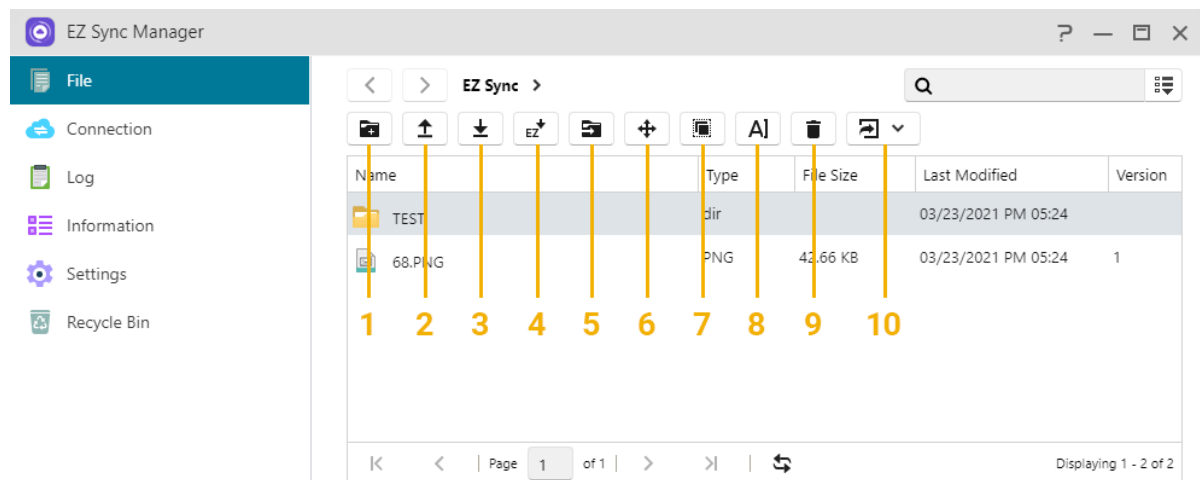 EZ Sync Manager
File
Connection
Log
Information
Settings
Recycle Bin
EZ Sync
EZ
A
Name Type File Size Last Modified Version
TEST dir 03/23/2021 PM 05:24
68.PNG PNG 42.66 KB 03/23/2021 PM 05:24 1
1 2 3 4 5 6 7 8 9 10
Page 1 of 1
Displaying 1 - 2 of 2